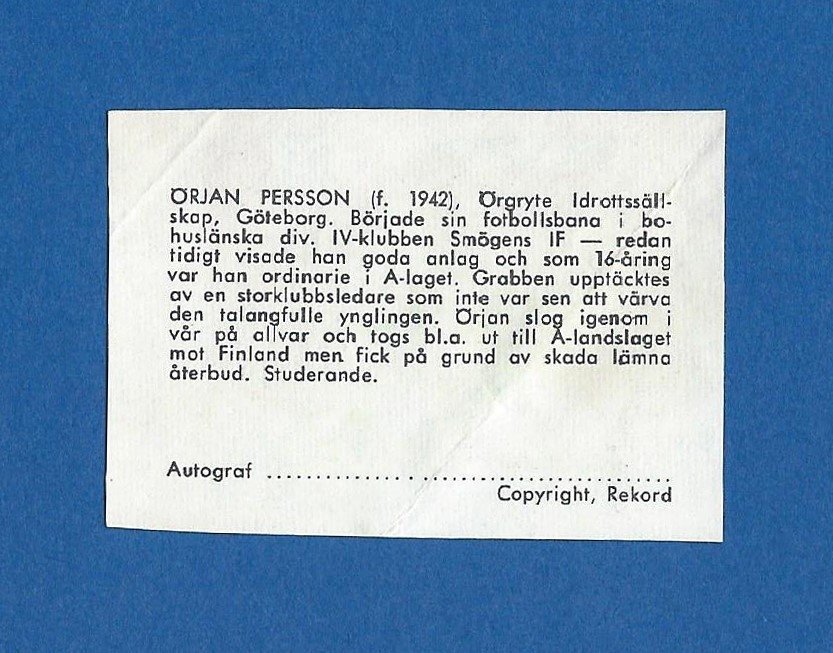 ÖRJAN PERSSON (f. 1942), Örgryte Idrottssäll-
skap, Göteborg. Började sin fotbollsbana i bo-
huslänska div. IV-klubben Smögens IF — redan
tidigt visade han goda anlag och som 16-åring
var han ordinarie i A-laget. Grabben upptäcktes
av en storklubbsledare som inte var sen att värva
den talangfulle ynglingen. Örjan slog igenom i
vår på allvar och togs bl.a. ut till A-landslaget
mot Finland men fick på grund av skada lämna
återbud. Studerande.
Autograf ............................................
Copyright, Rekord